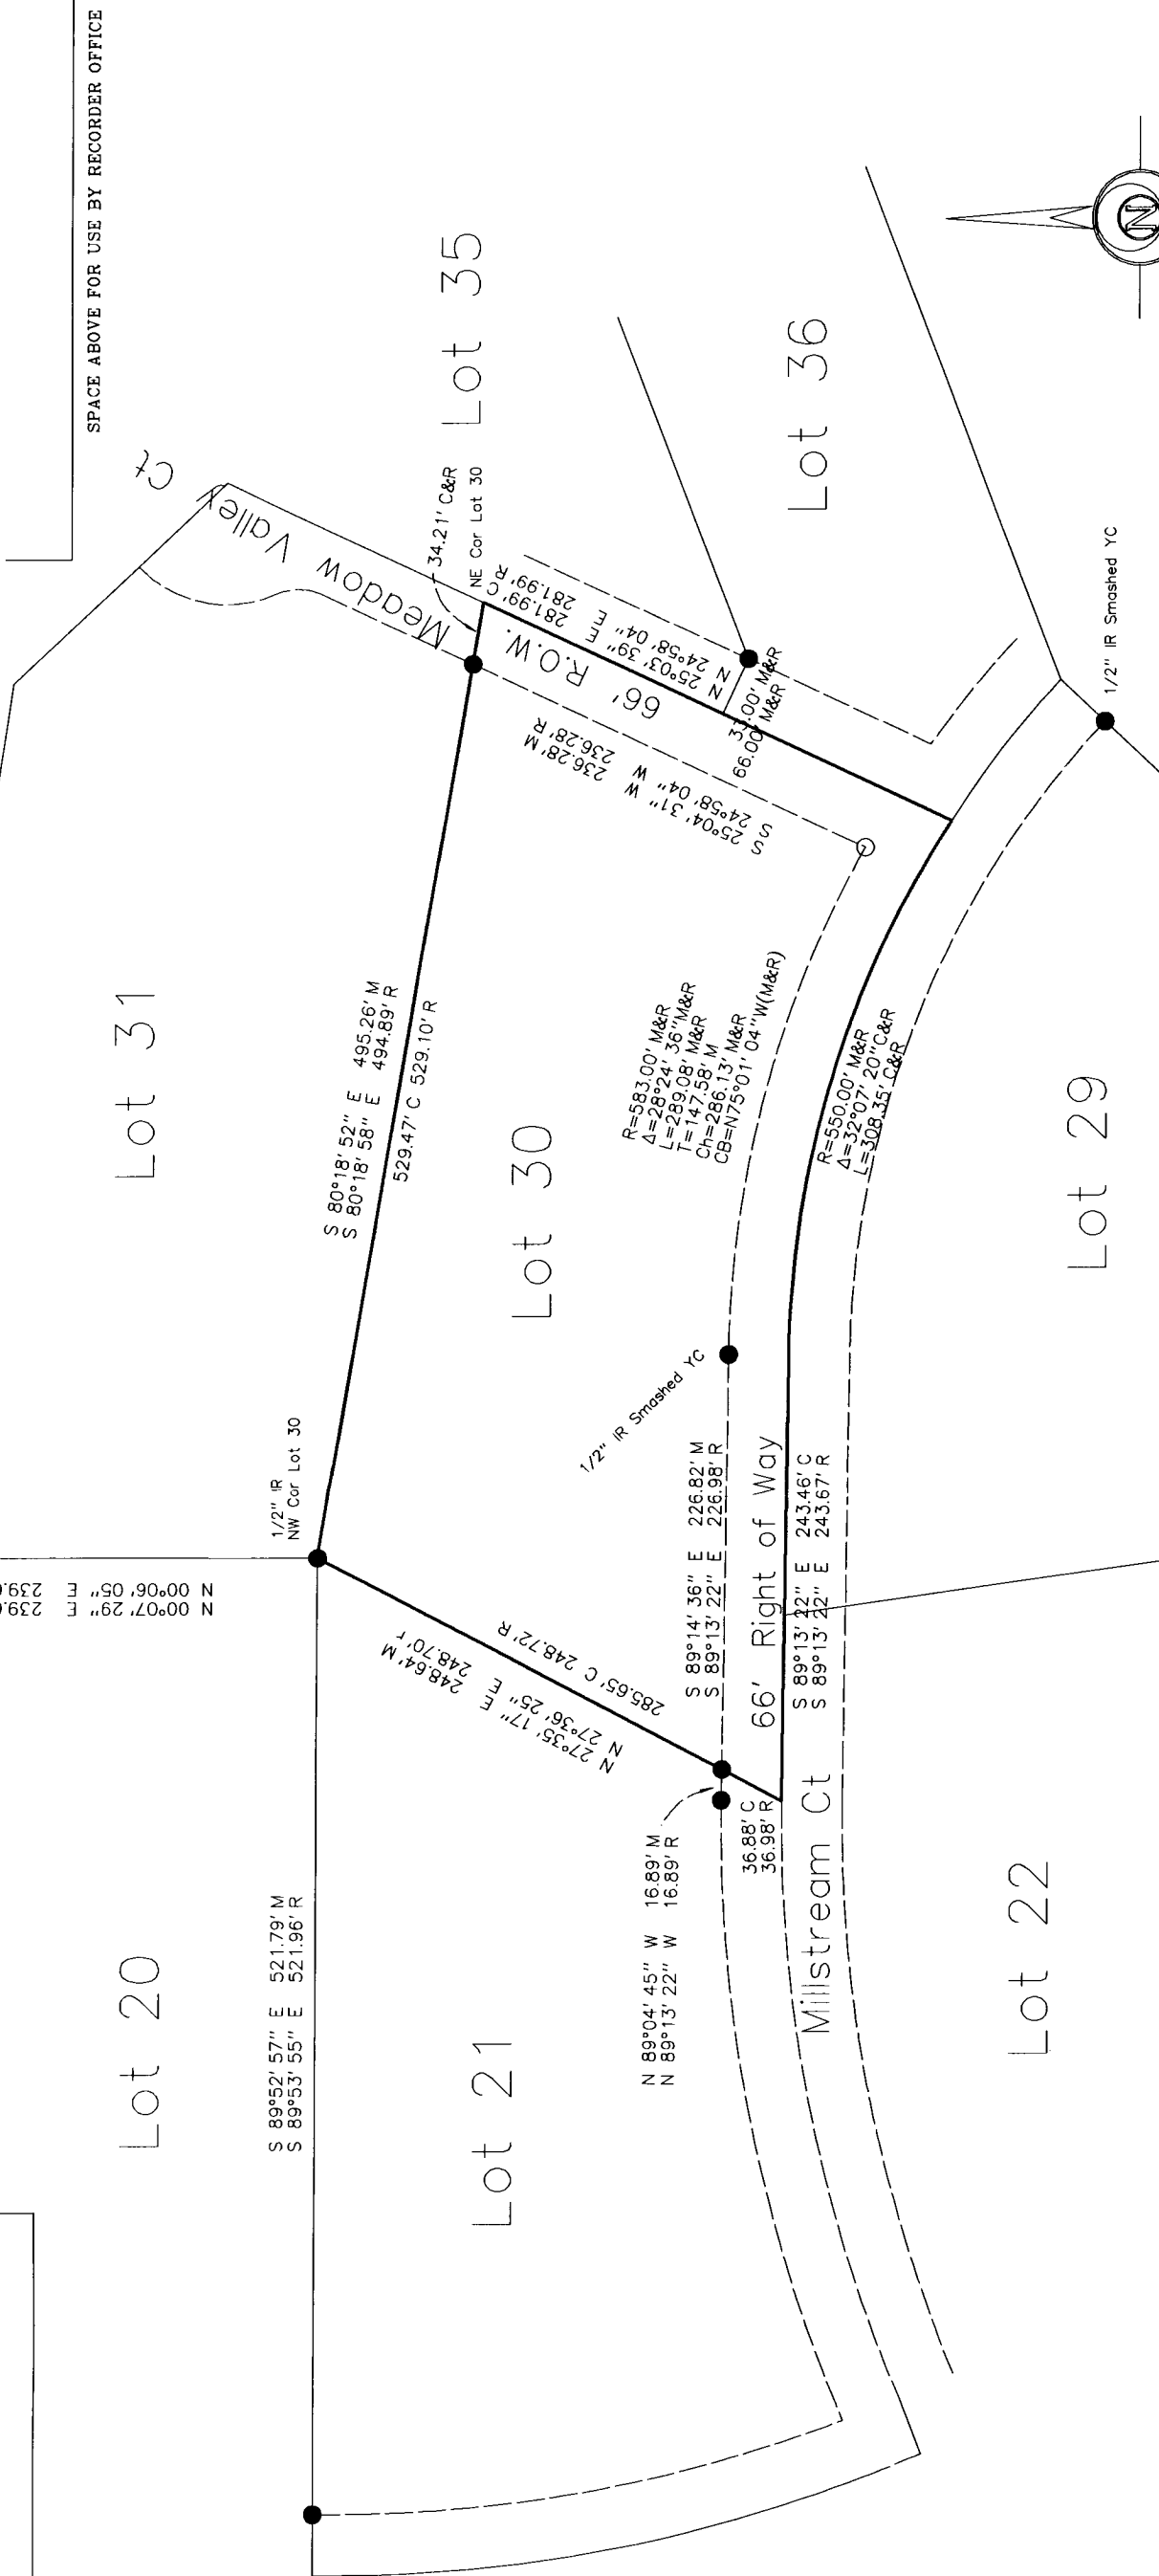 SPACE ABOVE FOR USE BY RECORDER OFFICE
Lot 20
N 00°06' 05" E
N 00°07' 29" E
Lot 31
Meadow Valley Ct
S 89°52' 57" E 521.79' M
S 89°53' 55" E 521.96' R
1/2" IR
NW Cor Lot 30
S 80°18' 52" E 495.26' M
S 80°18' 58" E 494.89' R
529.47' C 529.10' R
34.21' C&R
NE Cor Lot 30
Lot 35
Lot 21
248.64' M
248.70' r
N 27°35' 17" E
N 27°36' 25" E
285.65' C 248.72' R
Lot 30
66' R.O.W.
281.99' C
281.99' R
N 25°03' 39" E
N 24°58' 04" E
236.28' M
236.28' R
S 25°04' 31" W
S 24°58' 04" W
33.00' M&R
66.00' M&R
Lot 36
1/2" IR Smashed YC
R=583.00' M&R
Δ=28°24' 36"M&R
L=289.08' M&R
T=147.58' M
Ch=286.13' M&R
CB=N75°01' 04"W(M&R)
N 89°04' 45" W 16.89' M
N 89°13' 22" W 16.89' R
S 89°14' 36" E 226.82' M
S 89°13' 22" E 226.98' R
36.88' C
36.98' R
66' Right of Way
S 89°13' 22" E 243.46' C
S 89°13' 22" E 243.67' R
R=550.00' M&R
Δ=32°07' 20"C&R
L=308.35' C&R
Millstream Ct
Lot 22
Lot 29
1/2" IR Smashed YC
N